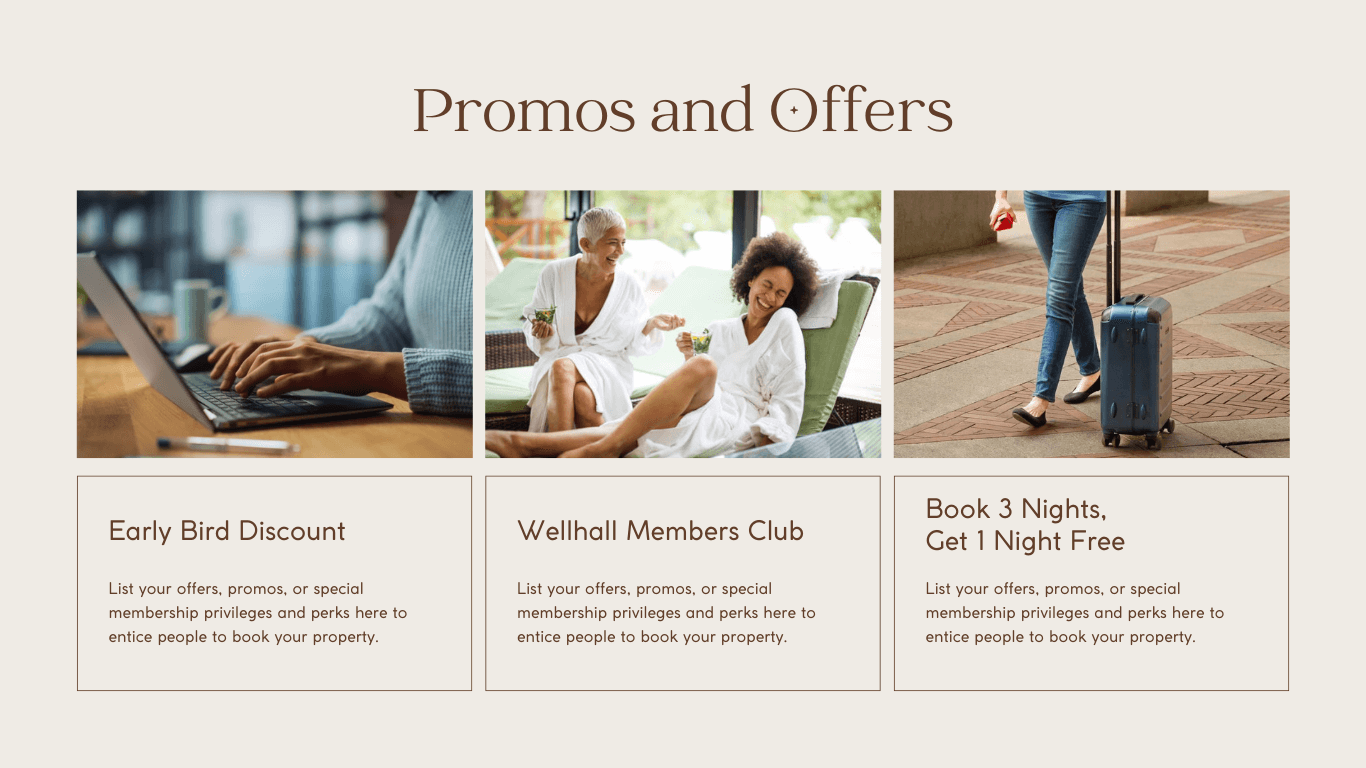 Promos and Offers
Early Bird Discount
List your offers, promos, or special
membership privileges and perks here to
entice people to book your property.
Wellhall Members Club
List your offers, promos, or special
membership privileges and perks here to
entice people to book your property.
Book 3 Nights,
Get 1 Night Free
List your offers, promos, or special
membership privileges and perks here to
entice people to book your property.